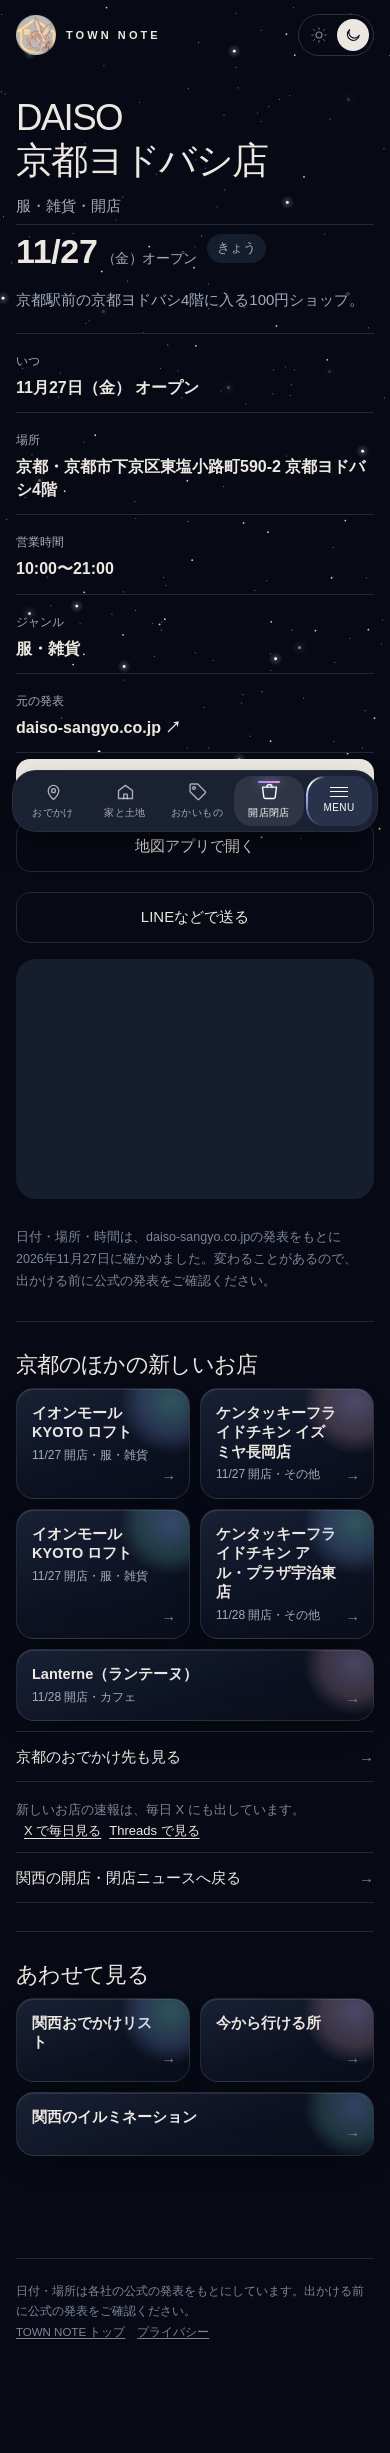 TOWN NOTE
DAISO
京都ヨドバシ店
服・雑貨・開店
11/27 （金）オープン きょう
京都駅前の京都ヨドバシ4階に入る100円ショップ。
いつ
11月27日（金） オープン
場所
京都・京都市下京区東塩小路町590-2 京都ヨドバ
シ4階
営業時間
10:00〜21:00
ジャンル
服・雑貨
元の発表
daiso-sangyo.co.jp ↗
おでかけ 家と土地 おかいもの 開店閉店 MENU
地図アプリで開く
LINEなどで送る
日付・場所・時間は、daiso-sangyo.co.jpの発表をもとに
2026年11月27日に確かめました。変わることがあるので、
出かける前に公式の発表をご確認ください。
京都のほかの新しいお店
イオンモール
KYOTO ロフト
11/27 開店・服・雑貨
→
ケンタッキーフラ
イドチキン イズ
ミヤ長岡店
11/27 開店・その他
→
イオンモール
KYOTO ロフト
11/27 開店・服・雑貨
→
ケンタッキーフラ
イドチキン ア
ル・プラザ宇治東
店
11/28 開店・その他
→
Lanterne（ランテーヌ）
11/28 開店・カフェ
→
京都のおでかけ先も見る →
新しいお店の速報は、毎日 X にも出しています。
X で毎日見る Threads で見る
関西の開店・閉店ニュースへ戻る →
あわせて見る
関西おでかけリス
ト
→
今から行ける所
→
関西のイルミネーション
→
日付・場所は各社の公式の発表をもとにしています。出かける前
に公式の発表をご確認ください。
TOWN NOTE トップ プライバシー